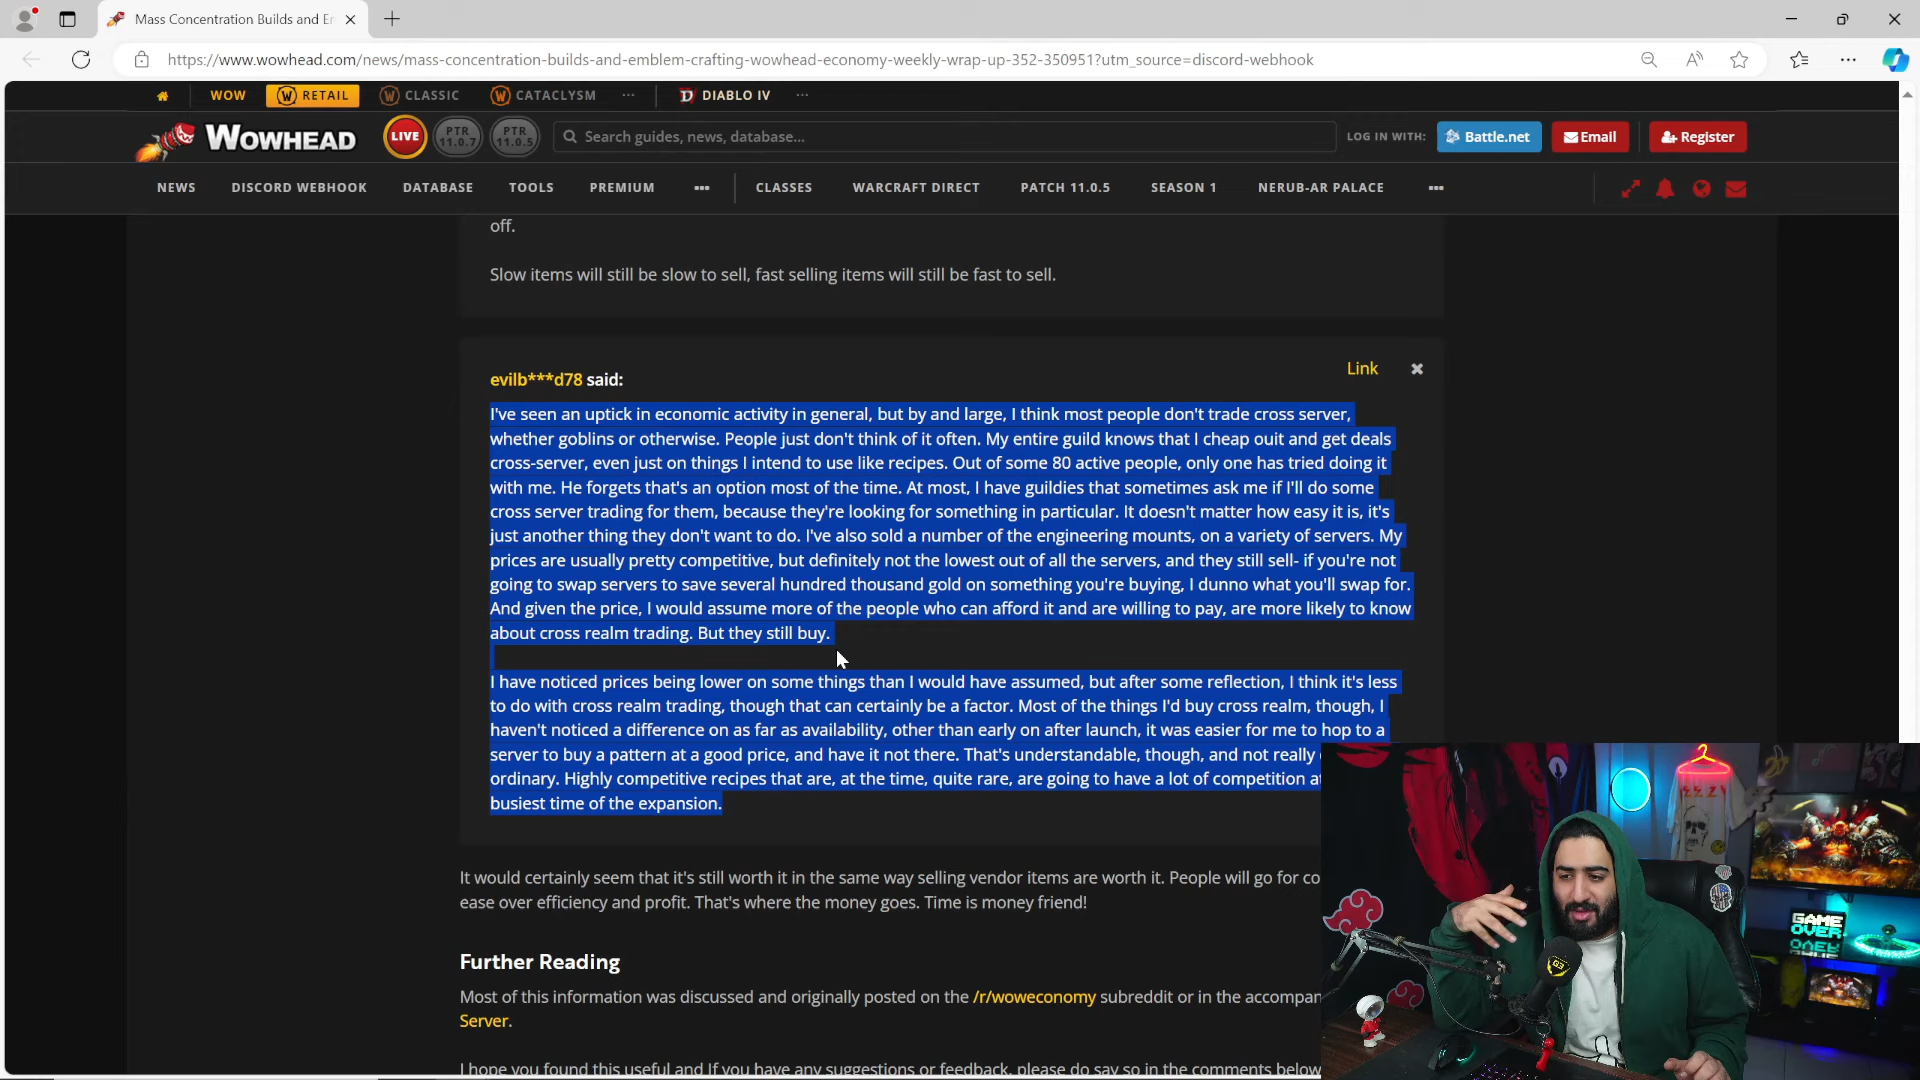 Mass Concentration Builds and Er
https://www.wowhead.com/news/mass-concentration-builds-and-emblem-crafting-wowhead-economy-weekly-wrap-up-352-350951?utm_source=discord-webhook
WOW RETAIL CLASSIC CATACLYSM DIABLO IV
WOWHEAD LIVE PTR 11.0.7 PTR 11.0.5 Search guides, news, database... LOG IN WITH: Battle.net Email Register
NEWS DISCORD WEBHOOK DATABASE TOOLS PREMIUM CLASSES WARCRAFT DIRECT PATCH 11.0.5 SEASON 1 NERUB-AR PALACE
off.
Slow items will still be slow to sell, fast selling items will still be fast to sell.
Link
evilb***d78 said:
I've seen an uptick in economic activity in general, but by and large, I think most people don't trade cross server,
whether goblins or otherwise. People just don't think of it often. My entire guild knows that I cheap ouit and get deals
cross-server, even just on things I intend to use like recipes. Out of some 80 active people, only one has tried doing it
with me. He forgets that's an option most of the time. At most, I have guildies that sometimes ask me if I'll do some
cross server trading for them, because they're looking for something in particular. It doesn't matter how easy it is, it's
just another thing they don't want to do. I've also sold a number of the engineering mounts, on a variety of servers. My
prices are usually pretty competitive, but definitely not the lowest out of all the servers, and they still sell- if you're not
going to swap servers to save several hundred thousand gold on something you're buying, I dunno what you'll swap for.
And given the price, I would assume more of the people who can afford it and are willing to pay, are more likely to know
about cross realm trading. But they still buy.
I have noticed prices being lower on some things than I would have assumed, but after some reflection, I think it's less
to do with cross realm trading, though that can certainly be a factor. Most of the things I'd buy cross realm, though, I
haven't noticed a difference on as far as availability, other than early on after launch, it was easier for me to hop to a
server to buy a pattern at a good price, and have it not there. That's understandable, though, and not really
ordinary. Highly competitive recipes that are, at the time, quite rare, are going to have a lot of competition at
busiest time of the expansion.
It would certainly seem that it's still worth it in the same way selling vendor items are worth it. People will go for co
ease over efficiency and profit. That's where the money goes. Time is money friend!
Further Reading
Most of this information was discussed and originally posted on the /r/woweconomy subreddit or in the accompan
Server.
I hope you found this useful and If you have any suggestions or feedback, please do say so in the comments below
GAME
OVER